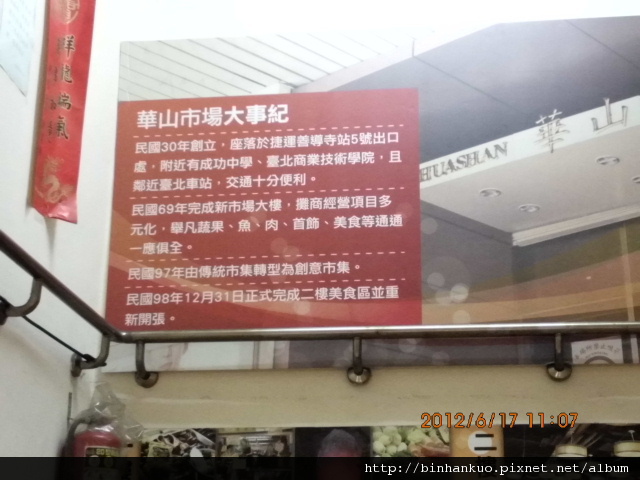 華山市場大事紀
民國30年創立，座落於捷運善導寺站5號出口
處，附近有成功中學、臺北商業技術學院，且
鄰近臺北車站，交通十分便利。
民國69年完成新市場大樓，攤商經營項目多
元化，舉凡蔬果、魚、肉、首飾、美食等通通
一應俱全。
民國97年由傳統市集轉型為創意市集。
民國98年12月31日正式完成二樓美食區並重
新開張。
華山
HUASHAN
二
2012/6/17 11:07
http://binhankuo.pixnet.net/album